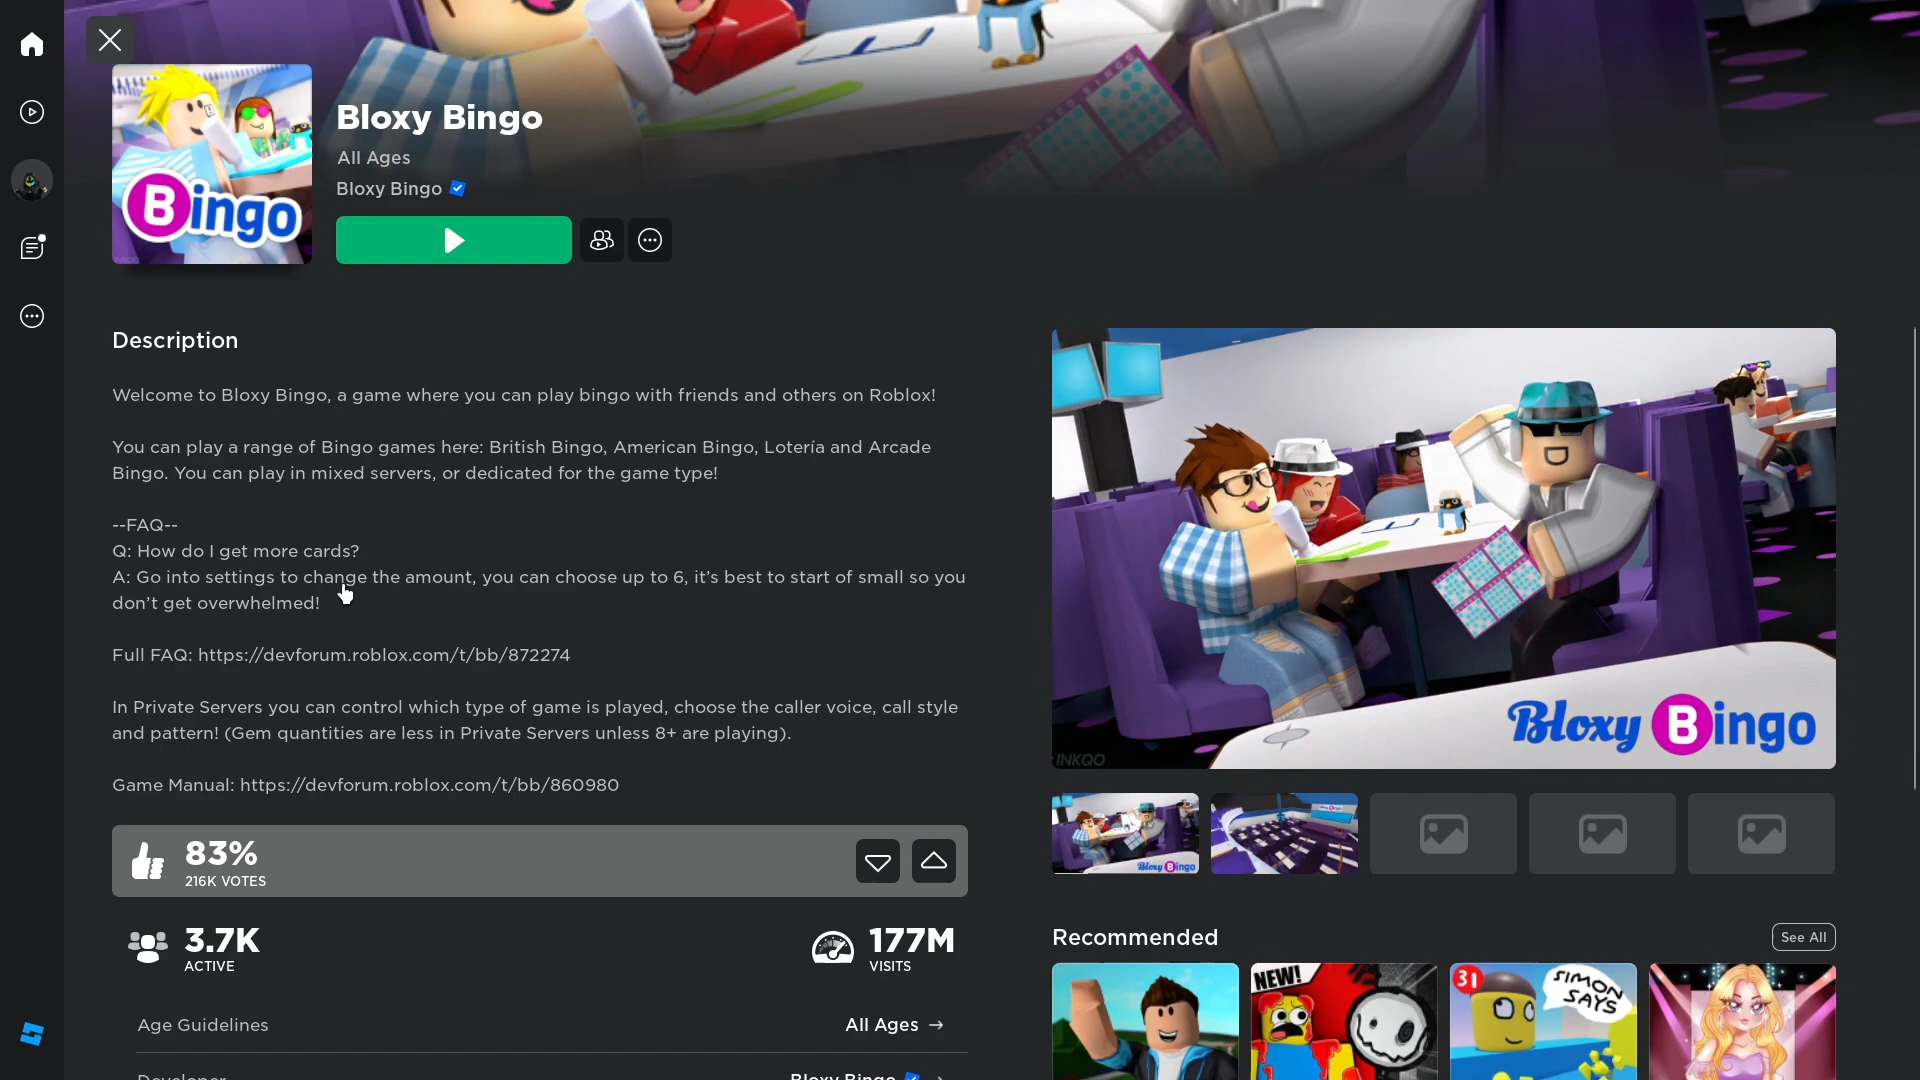 Bingo
Bloxy Bingo
All Ages
Bloxy Bingo
Description
Welcome to Bloxy Bingo, a game where you can play bingo with friends and others on Roblox!
You can play a range of Bingo games here: British Bingo, American Bingo, Lotería and Arcade
Bingo. You can play in mixed servers, or dedicated for the game type!
--FAQ--
Q: How do I get more cards?
A: Go into settings to change the amount, you can choose up to 6, it's best to start of small so you
don't get overwhelmed!
Full FAQ: https://devforum.roblox.com/t/bb/872274
In Private Servers you can control which type of game is played, choose the caller voice, call style
and pattern! (Gem quantities are less in Private Servers unless 8+ are playing).
Game Manual: https://devforum.roblox.com/t/bb/860980
83%
216K VOTES
3.7K
ACTIVE
177M
VISITS
Age Guidelines
All Ages
Developer
Bloxy Bingo
Bloxy Bingo
INKQO
Bloxy Bingo
Recommended
See All
NEW!
31
SIMON
SAYS